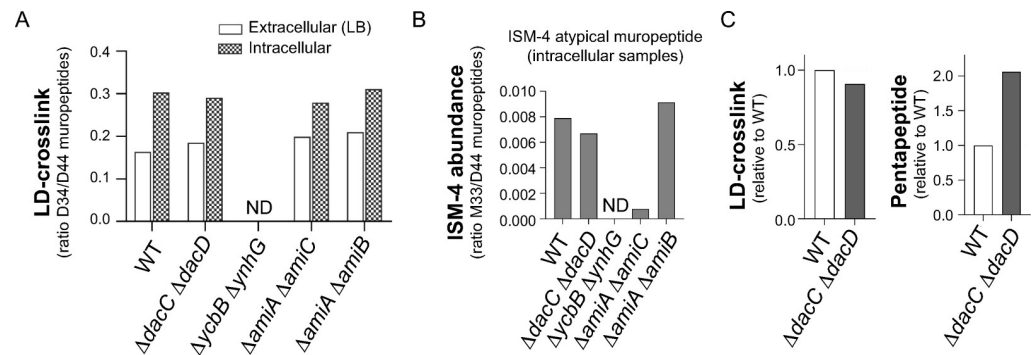 A
Extracellular (LB)
Intracellular
LD-crosslink
(ratio D34/D44 muropeptides)
0.4
0.3
0.2
0.1
0.0
ND
WT
ΔdacC ΔdacD
ΔycbB ΔynhG
ΔamiA ΔamiC
ΔamiA ΔamiB
B
ISM-4 atypical muropeptide
(intracellular samples)
ISM-4 abundance
(ratio M33/D44 muropeptides)
0.010
0.008
0.006
0.004
0.002
0.000
ND
WT
ΔdacC ΔdacD
ΔycbB ΔynhG
ΔamiA ΔamiC
ΔamiA ΔamiB
C
LD-crosslink
(relative to WT)
1.0
0.5
0.0
WT
ΔdacC ΔdacD
Pentapeptide
(relative to WT)
2.0
1.5
1.0
0.5
0.0
WT
ΔdacC ΔdacD